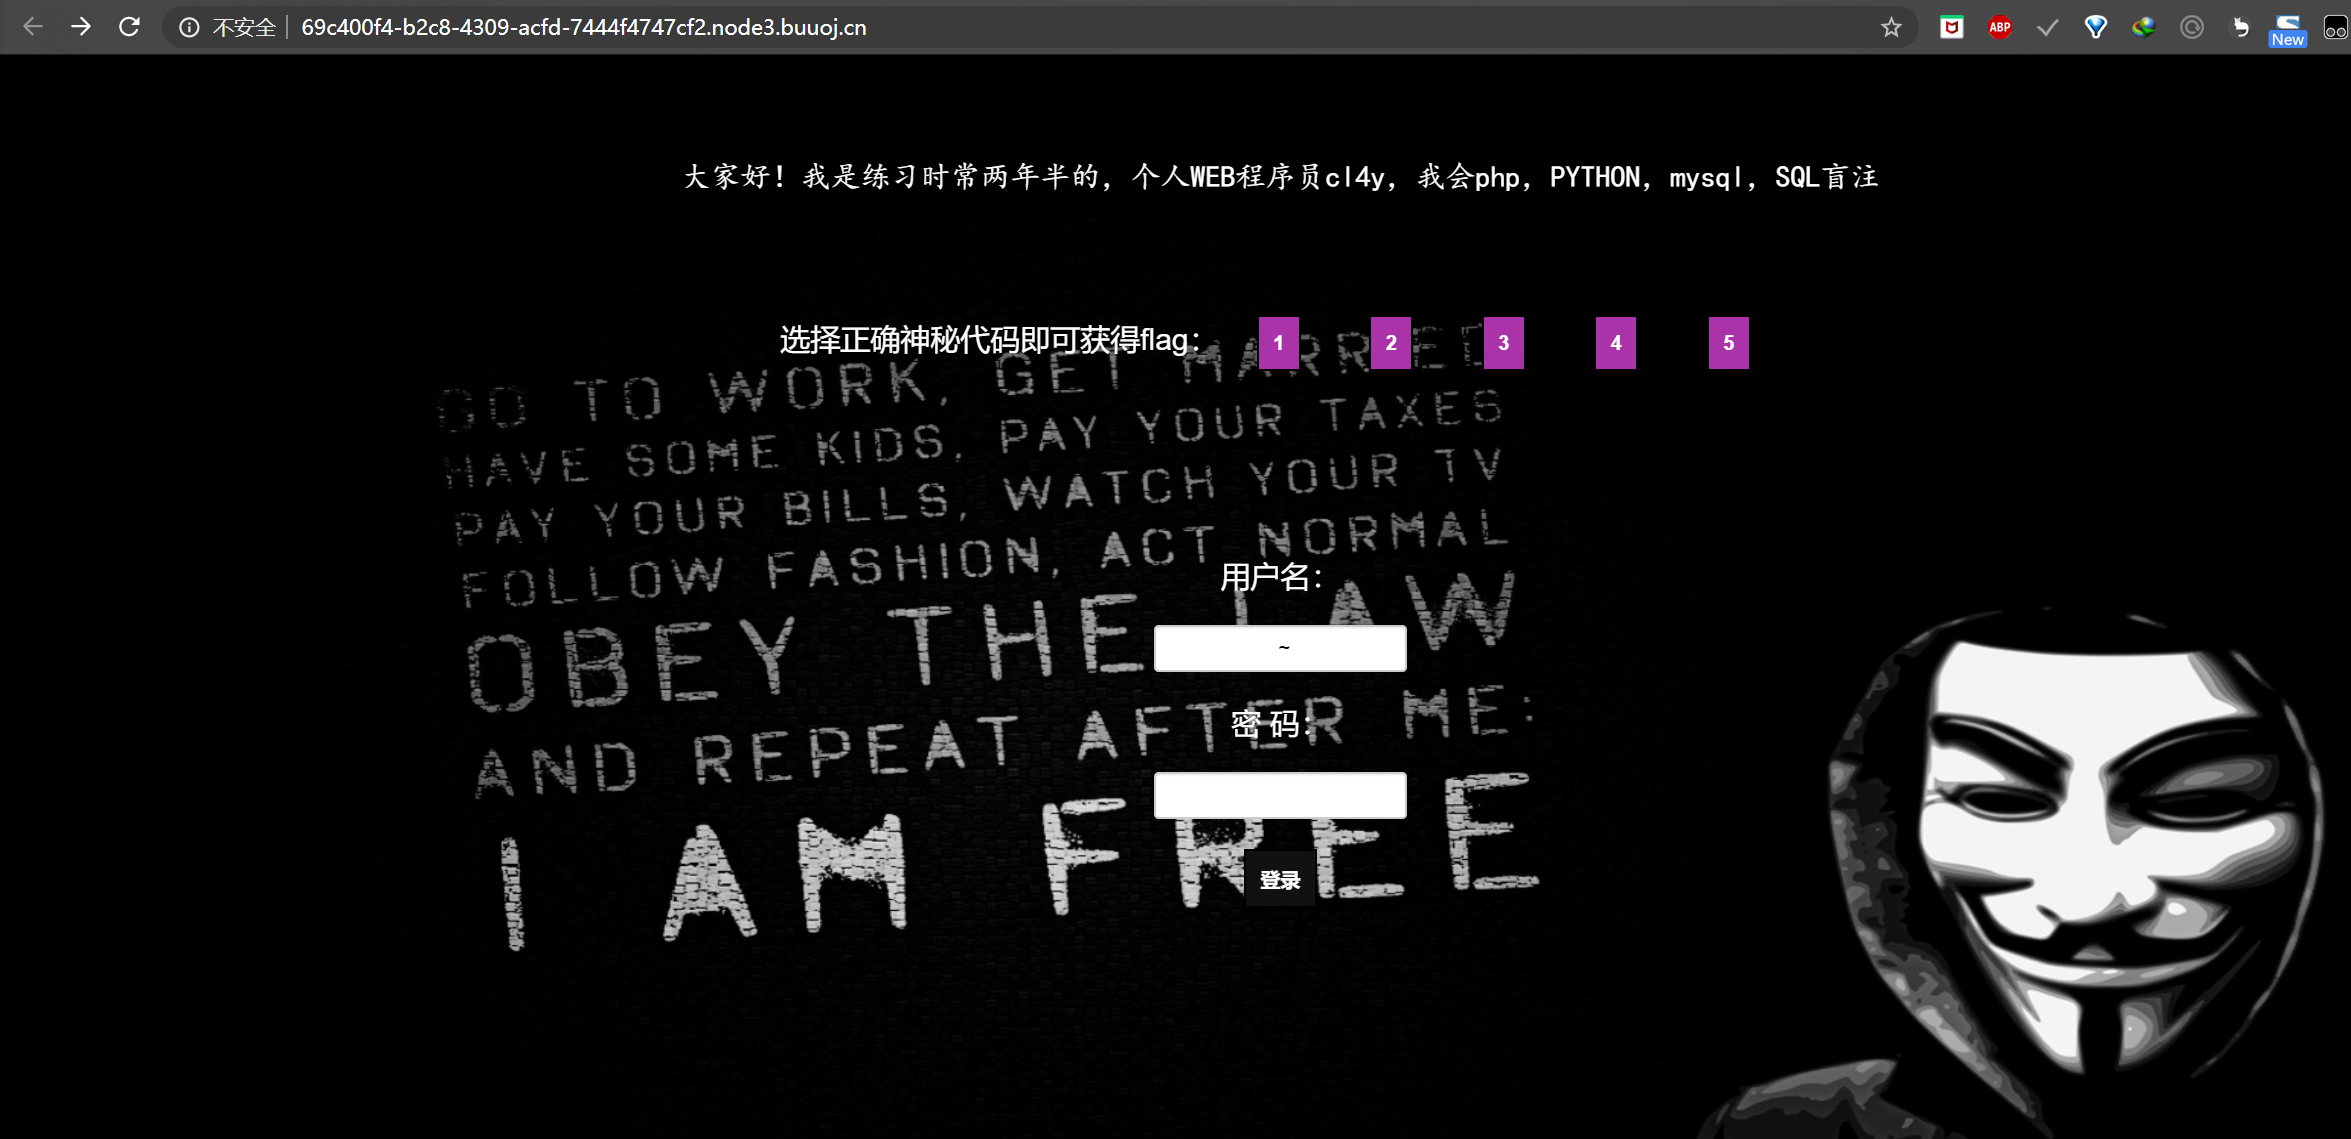 不安全 69c400f4-b2c8-4309-acfd-7444f4747cf2.node3.buuoj.cn
ABP
New
大家好！我是练习时常两年半的，个人WEB程序员cl4y，我会php，PYTHON，mysql，SQL盲注
选择正确神秘代码即可获得flag： 1 2 3 4 5
GO TO WORK, GET MARRIED
HAVE SOME KIDS, PAY YOUR TAXES
PAY YOUR BILLS, WATCH YOUR TV
FOLLOW FASHION, ACT NORMAL
OBEY THE LAW
AND REPEAT AFTER ME:
I AM FREE
用户名：
~
密 码：
登录